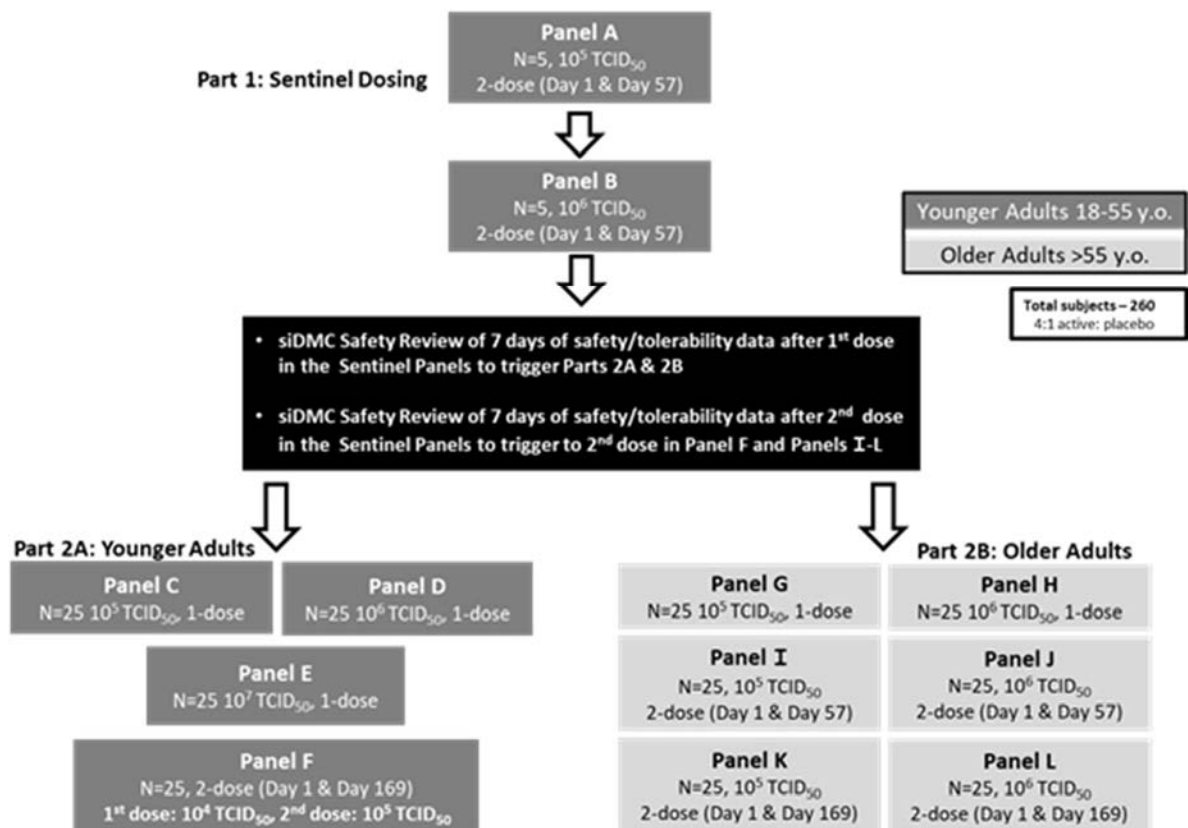 Panel A
N=5, 10⁵ TCID₅₀
2-dose (Day 1 & Day 57)
Part 1: Sentinel Dosing
Panel B
N=5, 10⁶ TCID₅₀
2-dose (Day 1 & Day 57)
Younger Adults 18-55 y.o.
Older Adults >55 y.o.
Total subjects – 260
4:1 active: placebo
• siDMC Safety Review of 7 days of safety/tolerability data after 1ˢᵗ dose
in the Sentinel Panels to trigger Parts 2A & 2B
• siDMC Safety Review of 7 days of safety/tolerability data after 2ⁿᵈ dose
in the Sentinel Panels to trigger to 2ⁿᵈ dose in Panel F and Panels I-L
Part 2A: Younger Adults
Panel C
N=25 10⁵ TCID₅₀, 1-dose
Panel D
N=25 10⁶ TCID₅₀, 1-dose
Panel E
N=25 10⁷ TCID₅₀, 1-dose
Panel F
N=25, 2-dose (Day 1 & Day 169)
1ˢᵗ dose: 10⁴ TCID₅₀, 2ⁿᵈ dose: 10⁵ TCID₅₀
Part 2B: Older Adults
Panel G
N=25 10⁵ TCID₅₀, 1-dose
Panel H
N=25 10⁶ TCID₅₀, 1-dose
Panel I
N=25, 10⁵ TCID₅₀
2-dose (Day 1 & Day 57)
Panel J
N=25, 10⁶ TCID₅₀
2-dose (Day 1 & Day 57)
Panel K
N=25, 10⁵ TCID₅₀
2-dose (Day 1 & Day 169)
Panel L
N=25, 10⁶ TCID₅₀
2-dose (Day 1 & Day 169)